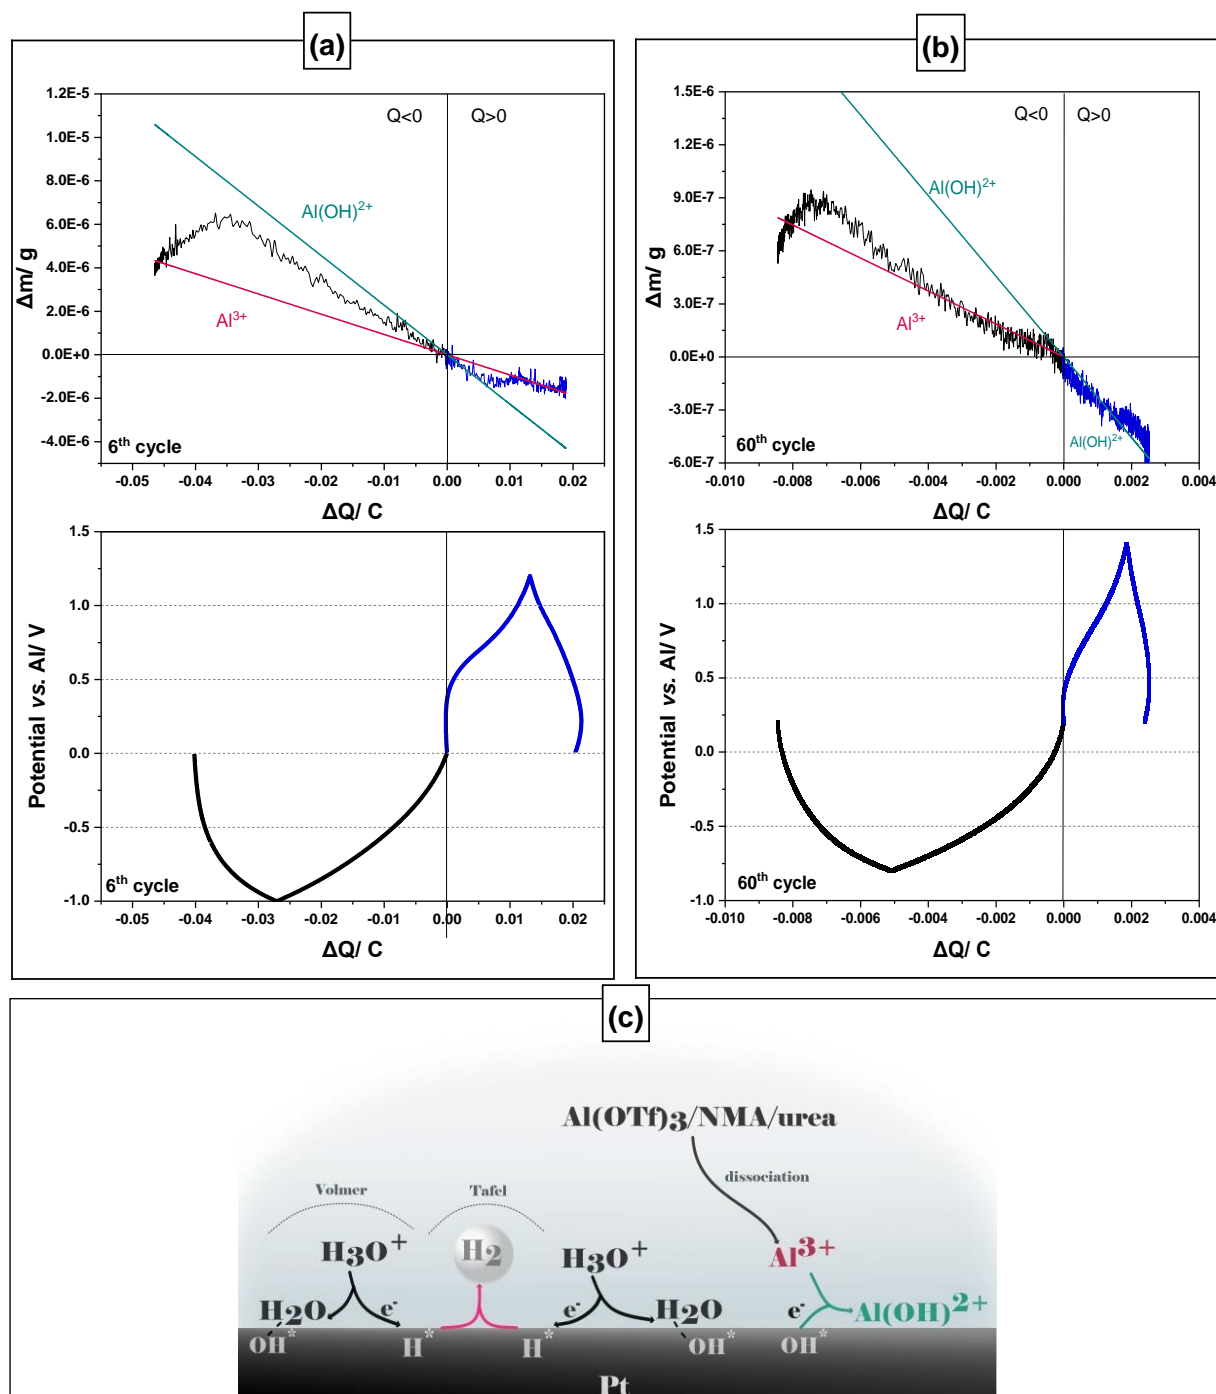 (a)
1.2E-5
1.0E-5
8.0E-6
6.0E-6
4.0E-6
2.0E-6
0.0E+0
-2.0E-6
-4.0E-6
Δm/ g
Q<0 Q>0
Al(OH)²⁺
Al³⁺
6th cycle
-0.05 -0.04 -0.03 -0.02 -0.01 0.00 0.01 0.02
ΔQ/ C
1.5
1.0
0.5
0.0
-0.5
-1.0
Potential vs. Al/ V
6th cycle
-0.05 -0.04 -0.03 -0.02 -0.01 0.00 0.01 0.02
ΔQ/ C
(b)
1.5E-6
1.2E-6
9.0E-7
6.0E-7
3.0E-7
0.0E+0
-3.0E-7
-6.0E-7
Δm/ g
Q<0 Q>0
Al(OH)²⁺
Al³⁺
Al(OH)²⁺
60th cycle
-0.010 -0.008 -0.006 -0.004 -0.002 0.000 0.002 0.004
ΔQ/ C
1.5
1.0
0.5
0.0
-0.5
-1.0
Potential vs. Al/ V
60th cycle
-0.010 -0.008 -0.006 -0.004 -0.002 0.000 0.002 0.004
ΔQ/ C
(c)
Al(OTf)3/NMA/urea
dissociation
Volmer Tafel
H3O⁺ H2 H3O⁺ Al³⁺
H2O e⁻ e⁻ H2O e⁻ Al(OH)²⁺
OH* H* H* OH* OH*
Pt